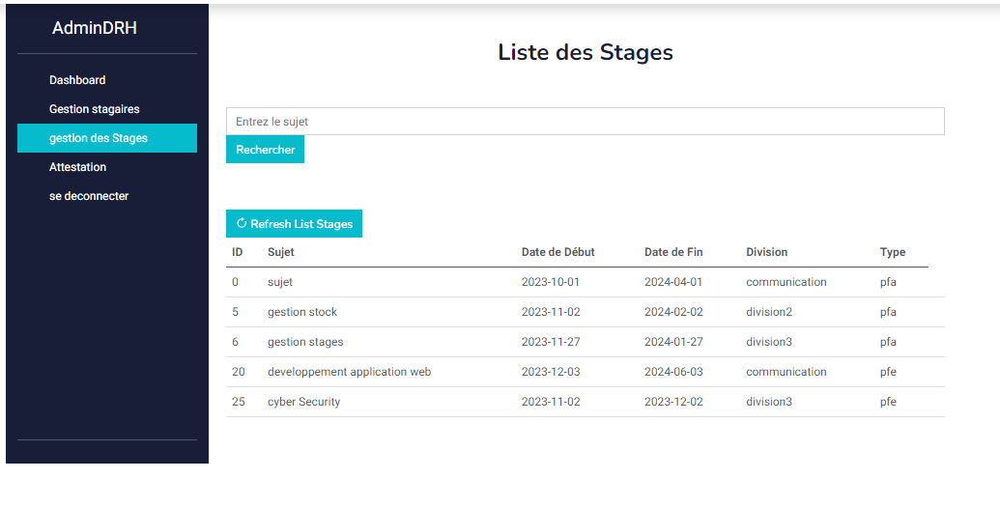 AdminDRH
Dashboard
Gestion stagaires
gestion des Stages
Attestation
se deconnecter
Liste des Stages
Entrez le sujet
Rechercher
Refresh List Stages
ID Sujet Date de Début Date de Fin Division Type
0 sujet 2023-10-01 2024-04-01 communication pfa
5 gestion stock 2023-11-02 2024-02-02 division2 pfa
6 gestion stages 2023-11-27 2024-01-27 division3 pfa
20 developpement application web 2023-12-03 2024-06-03 communication pfe
25 cyber Security 2023-11-02 2023-12-02 division3 pfe